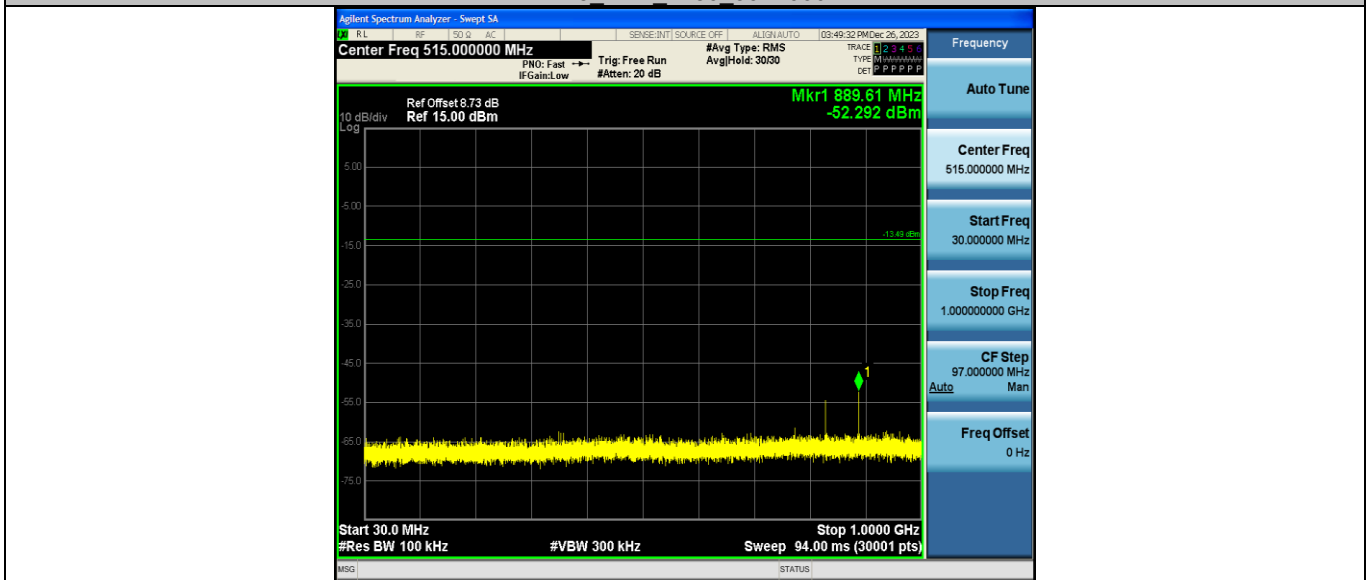 Agilent Spectrum Analyzer - Swept SA
RL RF 50 Ω AC SENSE:INT SOURCE OFF ALIGN AUTO 03:49:32 PM Dec 26, 2023
Center Freq 515.000000 MHz
PNO: Fast
IFGain:Low
Trig: Free Run
#Atten: 20 dB
#Avg Type: RMS
Avg|Hold: 30/30
TRACE 1 2 3 4 5 6
TYPE M
DET P P P P P P
Mkr1 889.61 MHz
-52.292 dBm
Ref Offset 8.73 dB
10 dB/div Ref 15.00 dBm
Log
5.00
-5.00
-13.49 dBm
-15.0
-25.0
-35.0
-45.0
1
-55.0
-65.0
-75.0
Start 30.0 MHz Stop 1.0000 GHz
#Res BW 100 kHz #VBW 300 kHz Sweep 94.00 ms (30001 pts)
MSG STATUS
Frequency
Auto Tune
Center Freq
515.000000 MHz
Start Freq
30.000000 MHz
Stop Freq
1.000000000 GHz
CF Step
97.000000 MHz
Auto Man
Freq Offset
0 Hz